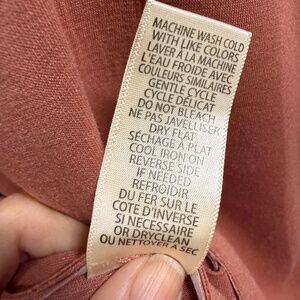 MACHINE WASH COLD
WITH LIKE COLORS
LAVER À LA MACHINE
L'EAU FROIDE AVEC
COULEURS SIMILAIRES
GENTLE CYCLE
CYCLE DÉLICAT
DO NOT BLEACH
NE PAS JAVELLISER
DRY FLAT
SÉCHAGE À PLAT
COOL IRON ON
REVERSE SIDE
IF NEEDED
REFROIDIR
DU FER SUR LE
COTE D'INVERSE
SI NECESSAIRE
OR DRYCLEAN
OU NETTOYER A SEC